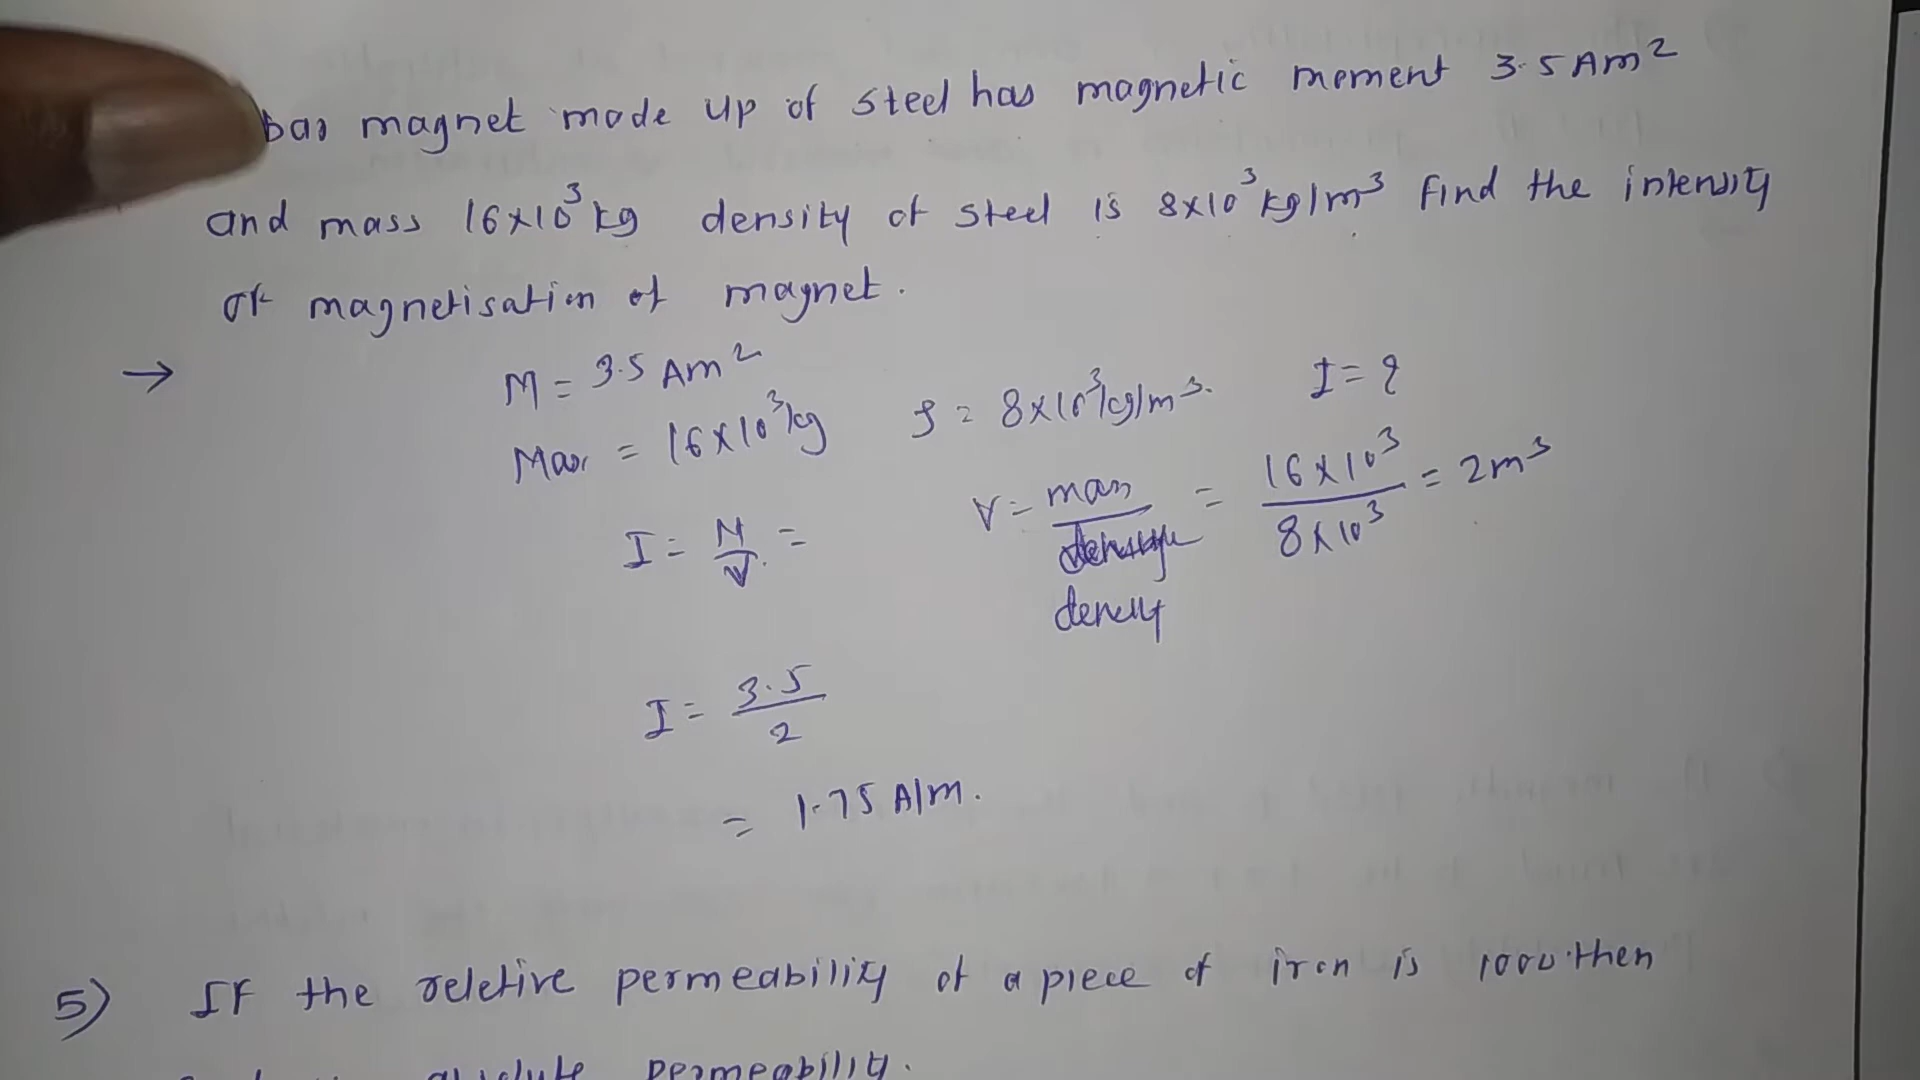 bar magnet made up of steel has magnetic moment 3.5 Am²
and mass 16×10³ kg density of steel is 8×10³ kg/m³ Find the intensity
of magnetisation of magnet.
→ M = 3.5 Am²
Mass = 16×10³ kg ρ = 8×10³ kg/m³. I = ?
I = M/V. = V = mass/density = 16×10³/8×10³ = 2m³
I = 3.5/2
= 1.75 A/m.
5) If the reletive permeability of a piece of iron is 1000 then
absolute permeability.